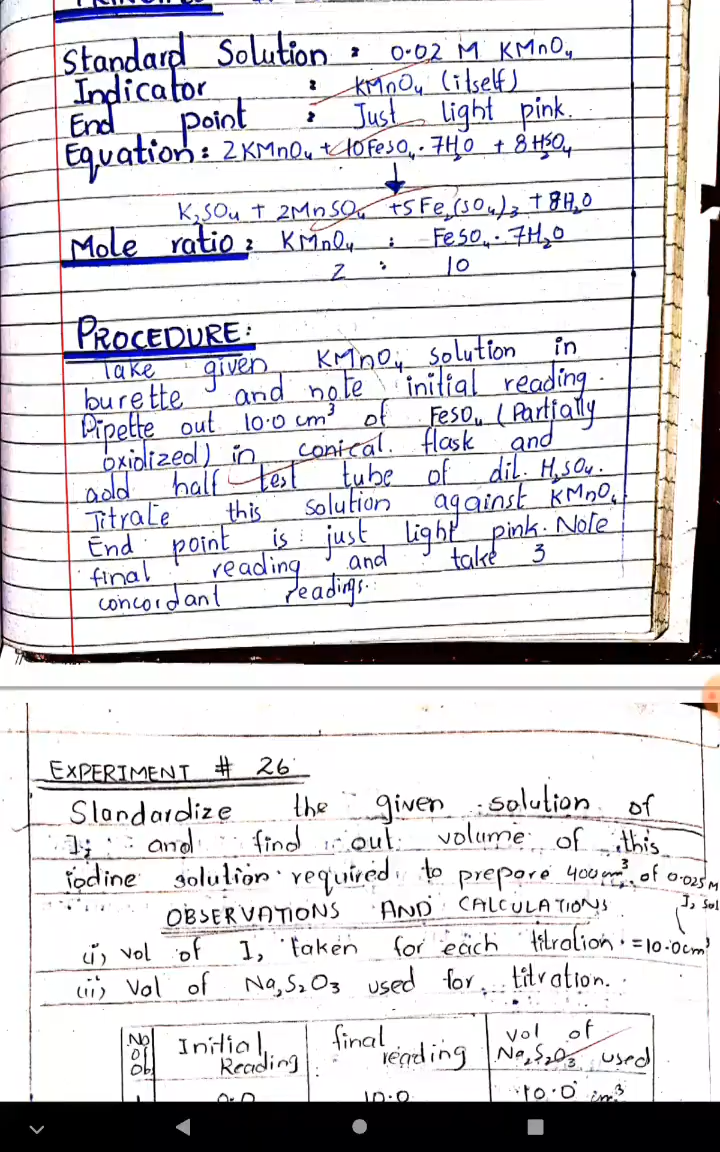 Standard Solution : 0.02 M KMnO₄
Indicator : KMnO₄ (itself)
End point : Just light pink.
Equation: 2KMnO₄ + 10FeSO₄.7H₂O + 8H₂SO₄
↓
K₂SO₄ + 2MnSO₄ + 5Fe₂(SO₄)₃ + 8H₂O
Mole ratio: KMnO₄ : FeSO₄.7H₂O
2 : 10
PROCEDURE:
Take given KMnO₄ solution in
burette and note initial reading.
Pipette out 10.0 cm³ of FeSO₄ (Partially
oxidized) in conical flask and
add half test tube of dil. H₂SO₄.
Titrate this solution against KMnO₄
End point is just light pink. Note
final reading and take 3
concordant readings.
EXPERIMENT # 26
Standardize the given solution of
I₂ and find out volume of this
iodine solution required to prepare 400cm³ of 0.025M
I₂ sol
OBSERVATIONS AND CALCULATIONS
(i) vol of I₂ taken for each titration. = 10.0cm³
(ii) Vol of Na₂S₂O₃ used for titration.
No Of Ob. Initial Reading final reading vol of Na₂S₂O₃ used
1 0.0 10.0 10.0 cm³